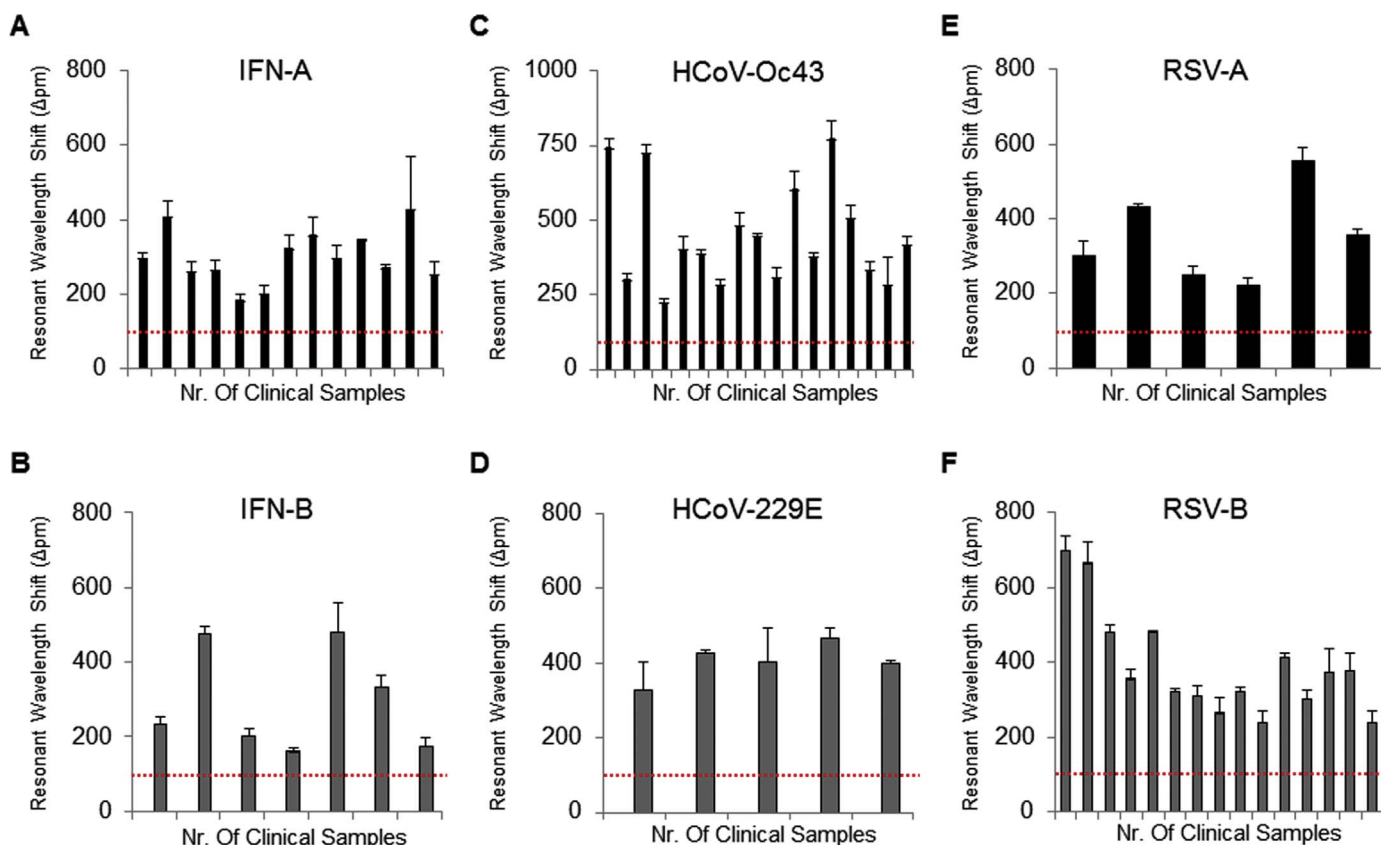 A
IFN-A
Resonant Wavelength Shift (Δpm)
800
600
400
200
0
Nr. Of Clinical Samples
C
HCoV-Oc43
Resonant Wavelength Shift (Δpm)
1000
750
500
250
0
Nr. Of Clinical Samples
E
RSV-A
Resonant Wavelength Shift (Δpm)
800
600
400
200
0
Nr. Of Clinical Samples
B
IFN-B
Resonant Wavelength Shift (Δpm)
800
600
400
200
0
Nr. Of Clinical Samples
D
HCoV-229E
Resonant Wavelength Shift (Δpm)
800
600
400
200
0
Nr. Of Clinical Samples
F
RSV-B
Resonant Wavelength Shift (Δpm)
800
600
400
200
0
Nr. Of Clinical Samples